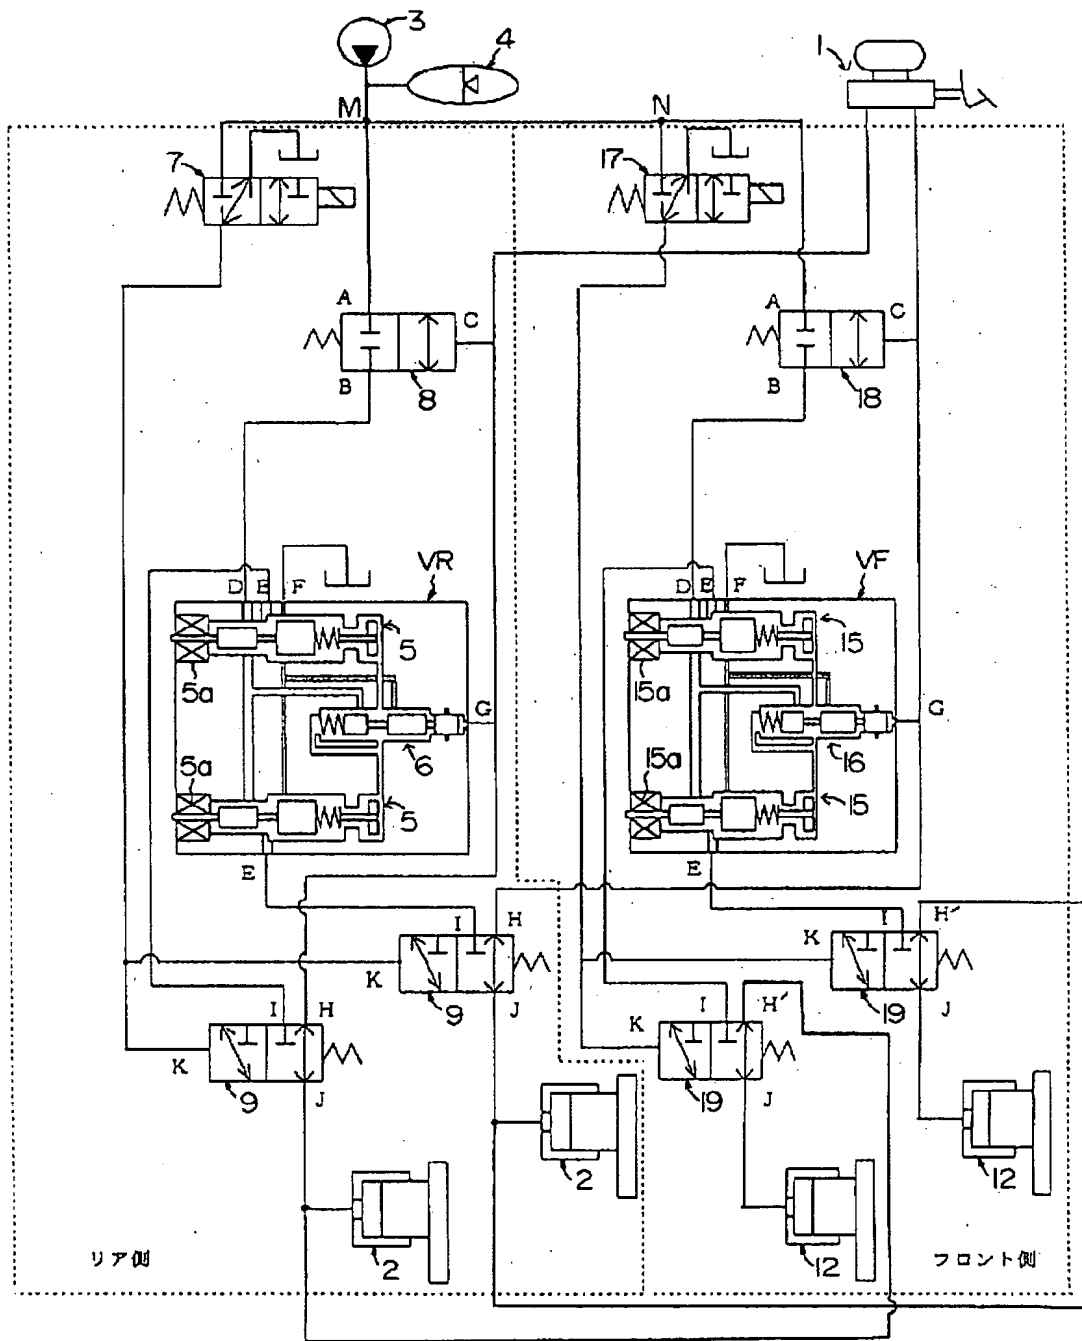 3
4
1
M
N
7
17
A
C
B
8
A
C
B
18
D E F
VR
5
5a
G
6
5a
5
E
D E F
VF
15
15a
G
16
15a
15
E
I
H
K
9
J
I
H
K
9
J
I
H′
K
19
J
I
H′
K
19
J
2
2
12
12
リア側
フロント側